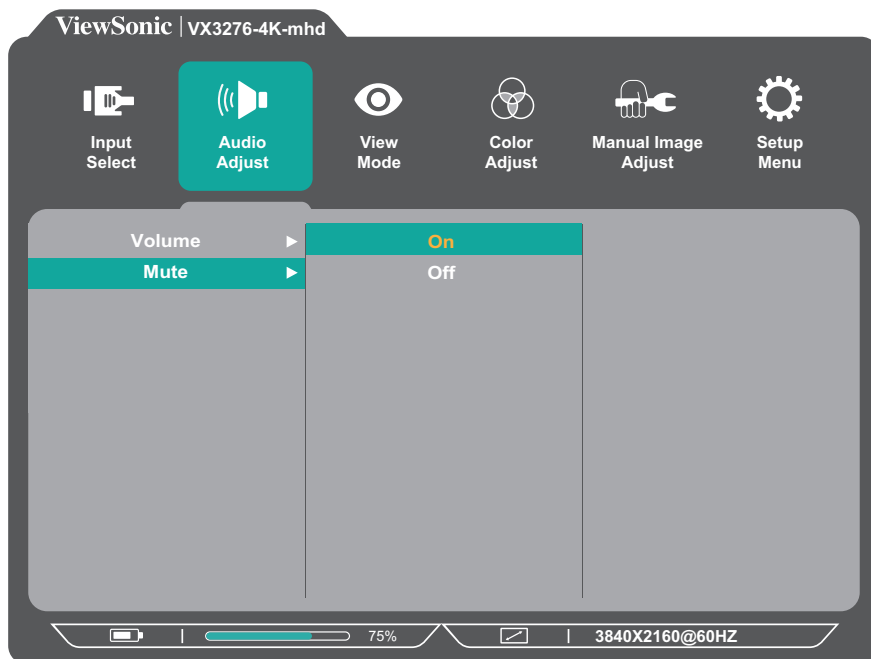 ViewSonic | VX3276-4K-mhd
Input Select
Audio Adjust
View Mode
Color Adjust
Manual Image Adjust
Setup Menu
Volume
Mute
On
Off
75%
3840X2160@60HZ